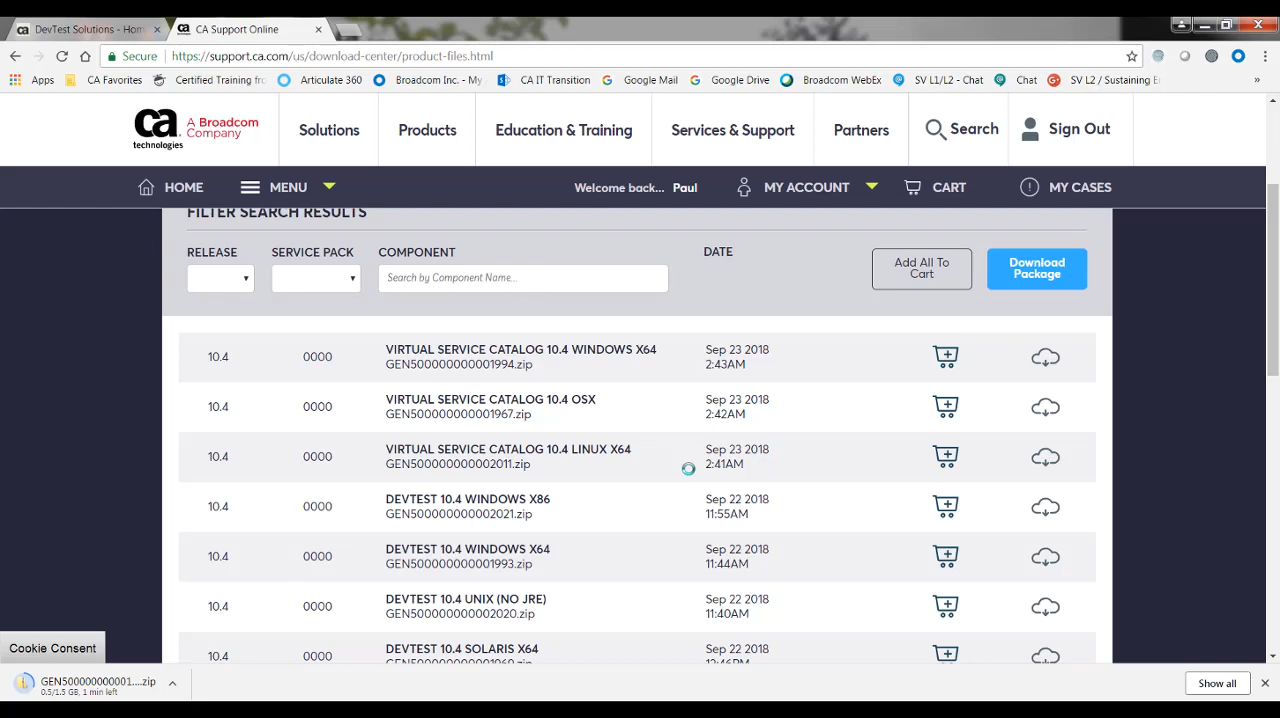 DevTest Solutions - Hom
CA Support Online
Secure
https://support.ca.com/us/download-center/product-files.html
Apps
CA Favorites
Certified Training fro
Articulate 360
Broadcom Inc. - My
CA IT Transition
Google Mail
Google Drive
Broadcom WebEx
SV L1/L2 - Chat
Chat
SV L2 / Sustaining E
»
ca
technologies
A Broadcom
Company
Solutions
Products
Education & Training
Services & Support
Partners
Search
Sign Out
HOME
MENU
Welcome back... Paul
MY ACCOUNT
CART
MY CASES
FILTER SEARCH RESULTS
RELEASE
SERVICE PACK
COMPONENT
DATE
Search by Component Name...
Add All To
Cart
Download
Package
10.4 0000 VIRTUAL SERVICE CATALOG 10.4 WINDOWS X64 Sep 23 2018
GEN500000000001994.zip 2:43AM
10.4 0000 VIRTUAL SERVICE CATALOG 10.4 OSX Sep 23 2018
GEN500000000001967.zip 2:42AM
10.4 0000 VIRTUAL SERVICE CATALOG 10.4 LINUX X64 Sep 23 2018
GEN500000000002011.zip 2:41AM
10.4 0000 DEVTEST 10.4 WINDOWS X86 Sep 22 2018
GEN500000000002021.zip 11:55AM
10.4 0000 DEVTEST 10.4 WINDOWS X64 Sep 22 2018
GEN500000000001993.zip 11:44AM
10.4 0000 DEVTEST 10.4 UNIX (NO JRE) Sep 22 2018
GEN500000000002020.zip 11:40AM
10.4 0000 DEVTEST 10.4 SOLARIS X64 Sep 22 2018
Cookie Consent
GEN50000000001....zip
0.5/1.5 GB, 1 min left
Show all